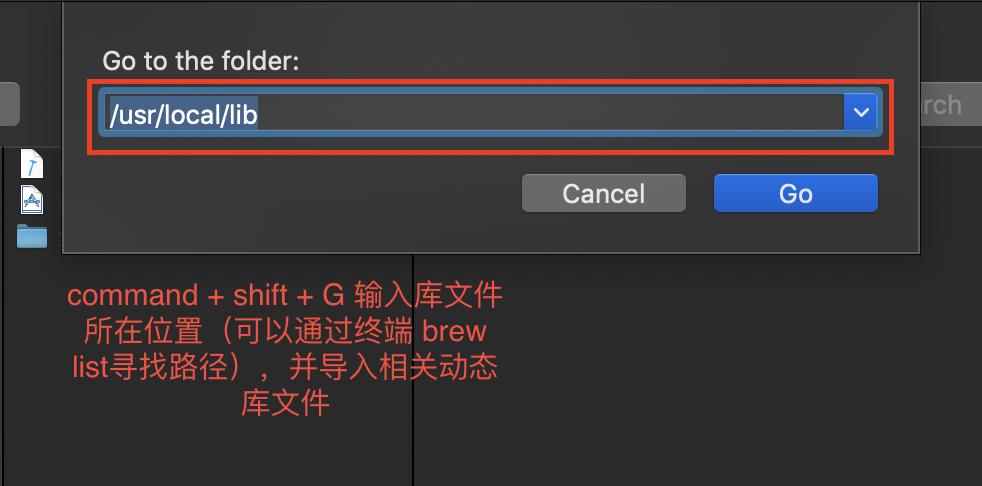 Go to the folder:
/usr/local/lib
rch
Cancel
Go
command + shift + G 输入库文件
所在位置（可以通过终端 brew
list寻找路径），并导入相关动态
库文件